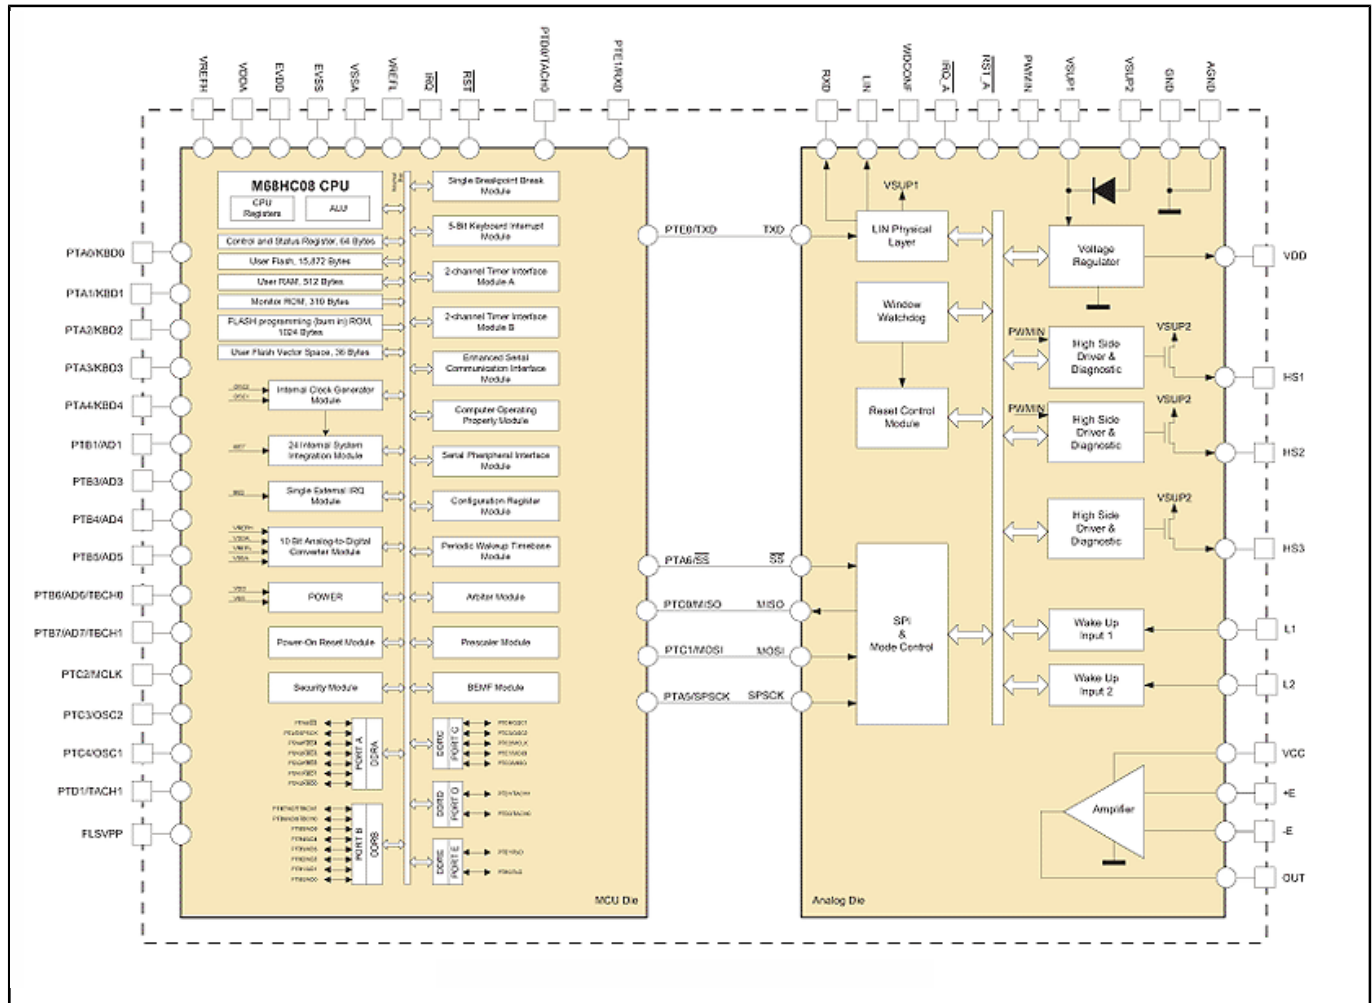 VREFH
VDDA
EVDD
EVSS
VSSA
VREFL
IRQ
RST
PTD0/TACH0
PTE1/RXD
RXD
LIN
WDCONF
IRQ_A
RST_A
PWMIN
VSUP1
VSUP2
GND
AGND
PTA0/KBD0
PTA1/KBD1
PTA2/KBD2
PTA3/KBD3
PTA4/KBD4
PTB1/AD1
PTB3/AD3
PTB4/AD4
PTB5/AD5
PTB6/AD6/TBCH0
PTB7/AD7/TBCH1
PTC2/MCLK
PTC3/OSC2
PTC4/OSC1
PTD1/TACH1
FLSVPP
M68HC08 CPU
CPU
Registers
ALU
Control and Status Register, 64 Bytes
User Flash, 15,872 Bytes
User RAM, 512 Bytes
Monitor ROM, 310 Bytes
FLASH programming (burn in) ROM,
1024 Bytes
User Flash Vector Space, 36 Bytes
Internal Clock Generator
Module
24 Internal System
Integration Module
Single External IRQ
Module
VREFH
VDDA
VREFL
VSSA
10 Bit Analog-to-Digital
Converter Module
POWER
Power-On Reset Module
Security Module
PORT A
DDRA
PORT B
DDRB
Single Breakpoint Break
Module
5-Bit Keyboard Interrupt
Module
2-channel Timer Interface
Module A
2-channel Timer Interface
Module B
Enhanced Serial
Communication Interface
Module
Computer Operating
Property Module
Serial Pheripheral Interface
Module
Configuration Register
Module
Periodic Wakeup Timebase
Module
Arbiter Module
Prescaler Module
BEMF Module
DDRC
PORT C
DDRD
PORT D
DDRE
PORT E
MCU Die
PTE0/TXD TXD
PTA6/SS SS
PTC0/MISO MISO
PTC1/MOSI MOSI
PTA5/SPSCK SPSCK
VSUP1
LIN Physical
Layer
Window
Watchdog
Reset Control
Module
SPI
&
Mode Control
Voltage
Regulator
PWMIN
High Side
Driver &
Diagnostic
VSUP2
PWMIN
High Side
Driver &
Diagnostic
VSUP2
High Side
Driver &
Diagnostic
VSUP2
Wake Up
Input 1
Wake Up
Input 2
Amplifier
Analog Die
VDD
HS1
HS2
HS3
L1
L2
VCC
+E
-E
OUT